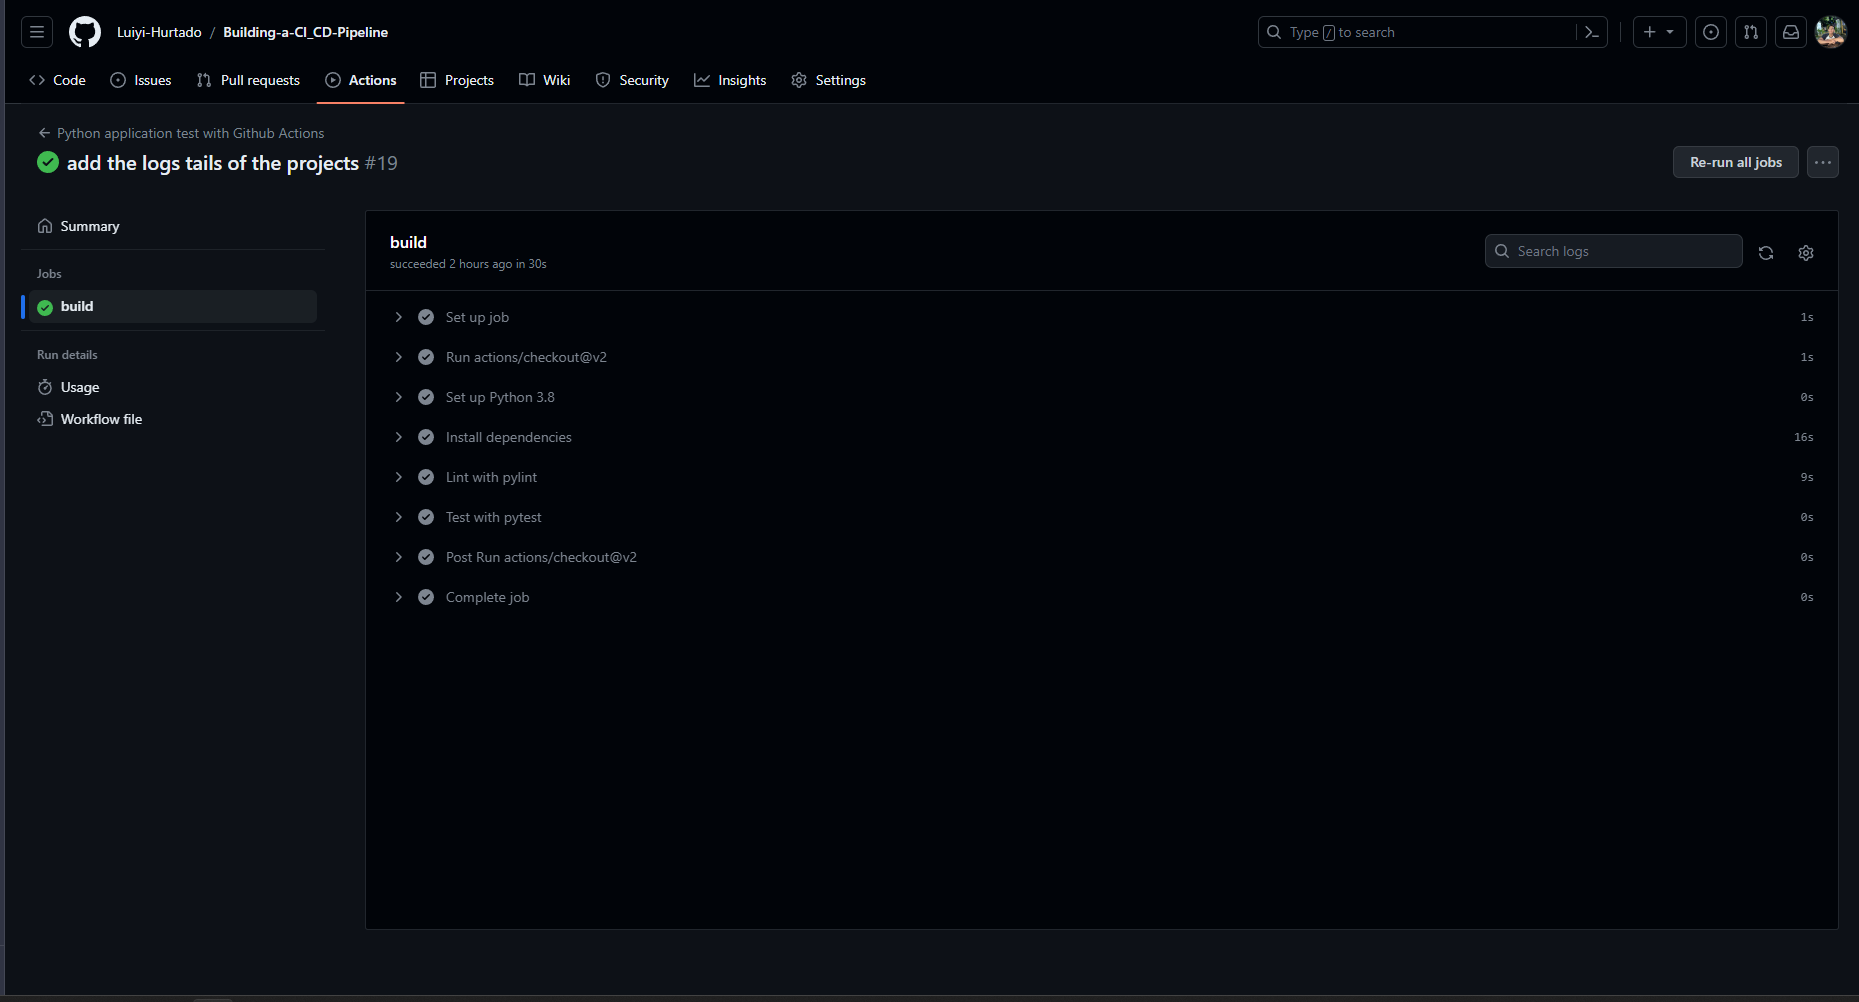 Luiyi-Hurtado / Building-a-CI_CD-Pipeline
Type / to search
Code Issues Pull requests Actions Projects Wiki Security Insights Settings
Python application test with Github Actions
add the logs tails of the projects #19
Re-run all jobs
Summary
Jobs
build
Run details
Usage
Workflow file
build
succeeded 2 hours ago in 30s
Search logs
Set up job 1s
Run actions/checkout@v2 1s
Set up Python 3.8 0s
Install dependencies 16s
Lint with pylint 9s
Test with pytest 0s
Post Run actions/checkout@v2 0s
Complete job 0s